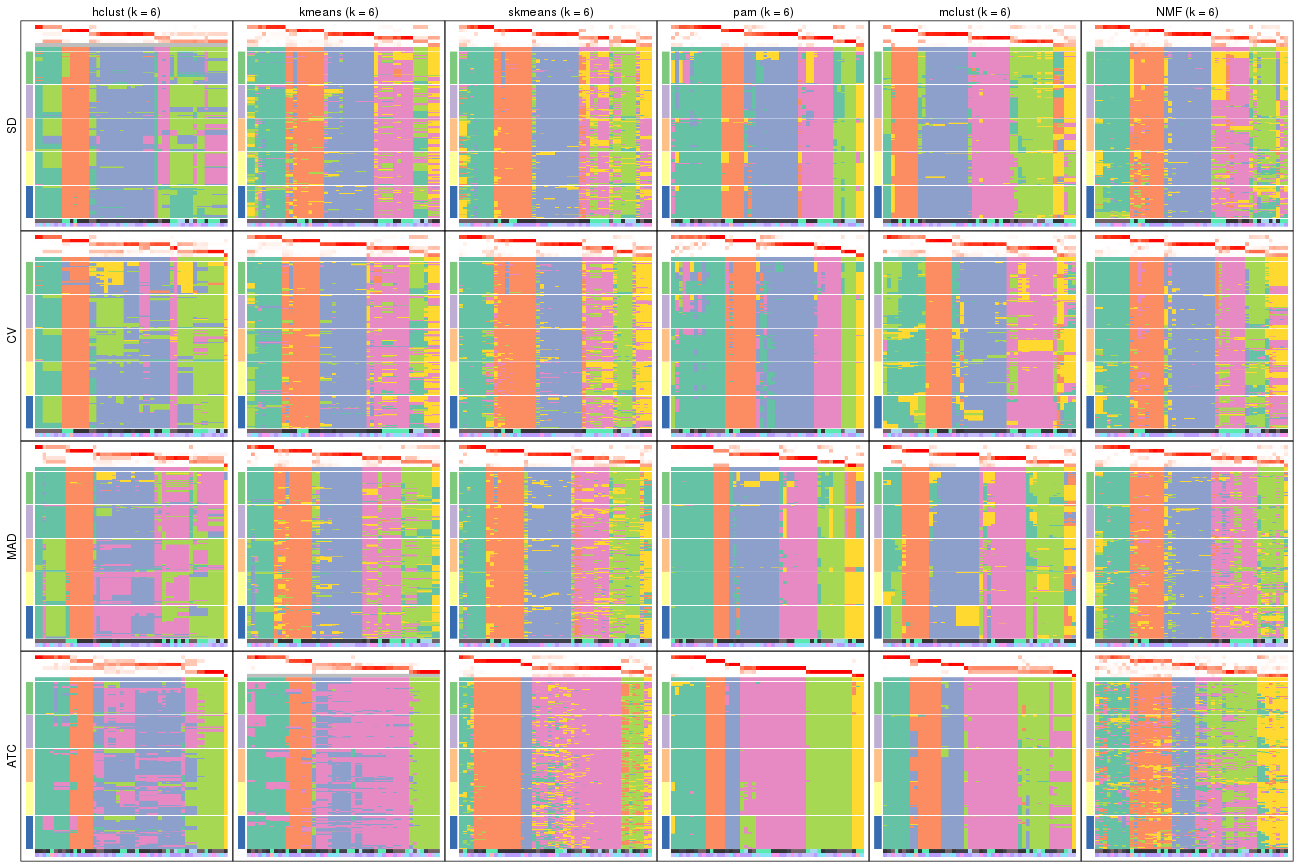 hclust (k = 6) kmeans (k = 6) skmeans (k = 6) pam (k = 6) mclust (k = 6) NMF (k = 6)
SD
CV
MAD
ATC